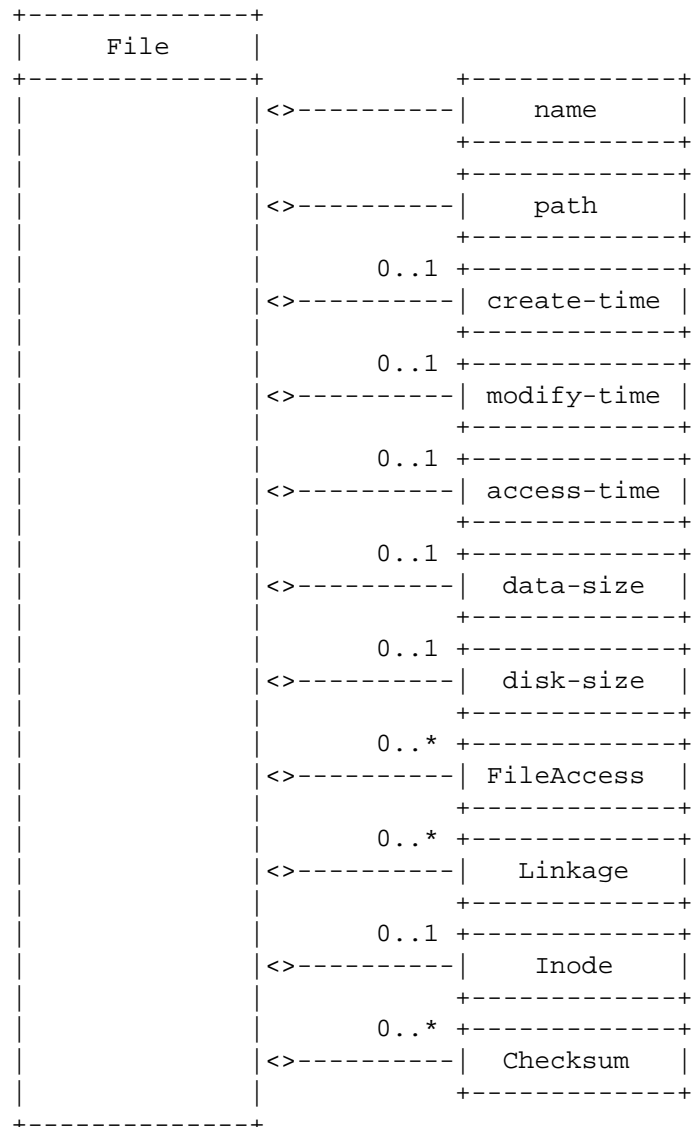 File
name
path
0..1
create-time
0..1
modify-time
0..1
access-time
0..1
data-size
0..1
disk-size
0..*
FileAccess
0..*
Linkage
0..1
Inode
0..*
Checksum